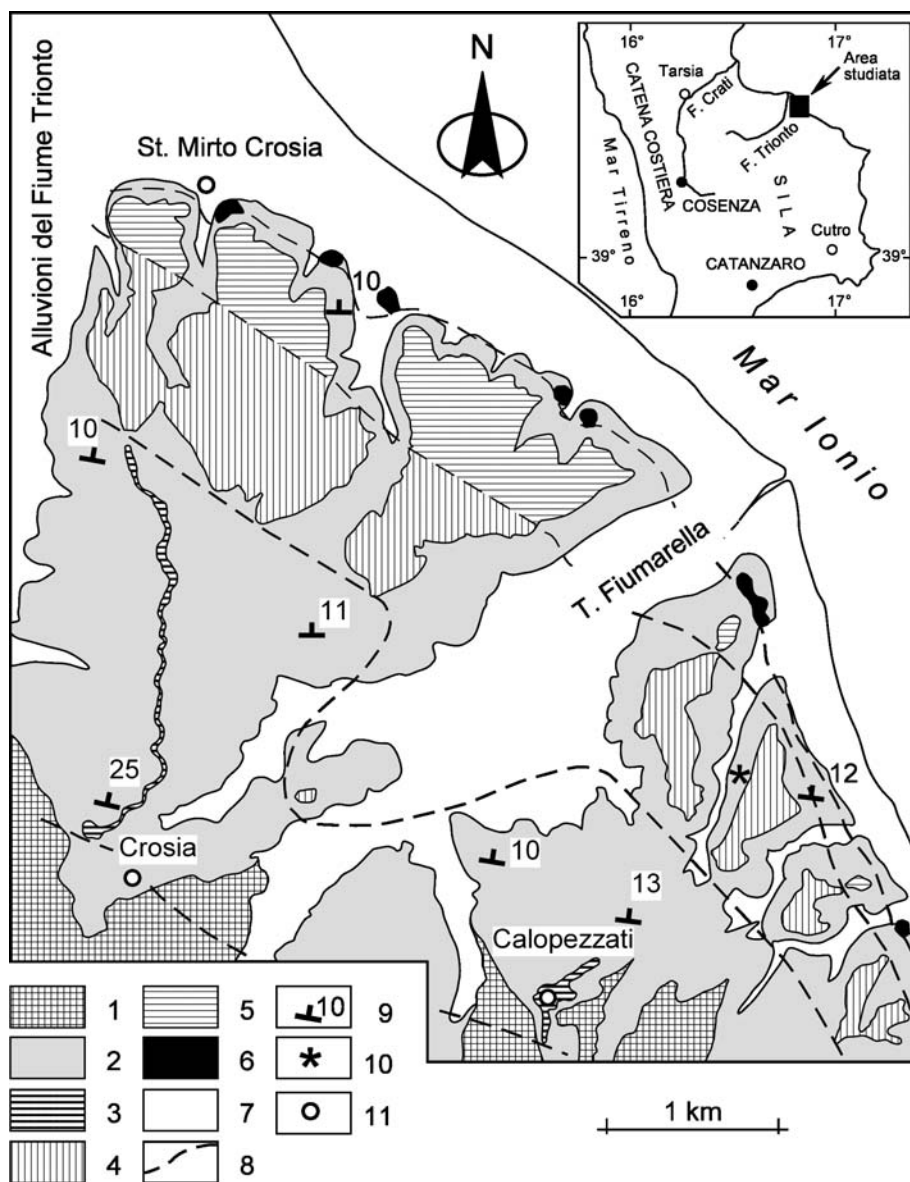 16°
17°
Tarsia
Area
studiata
F. Crati
CATENA COSTIERA
F. Trionto
Mar Tirreno
COSENZA
SILA
Cutro
39°
39°
CATANZARO
16°
17°
N
St. Mirto Crosia
Alluvioni del Fiume Trionto
10
Mar Ionio
10
T. Fiumarella
11
25
12
Crosia
10
13
Calopezzati
1
5
10
9
2
6
10
3
7
11
4
8
1 km